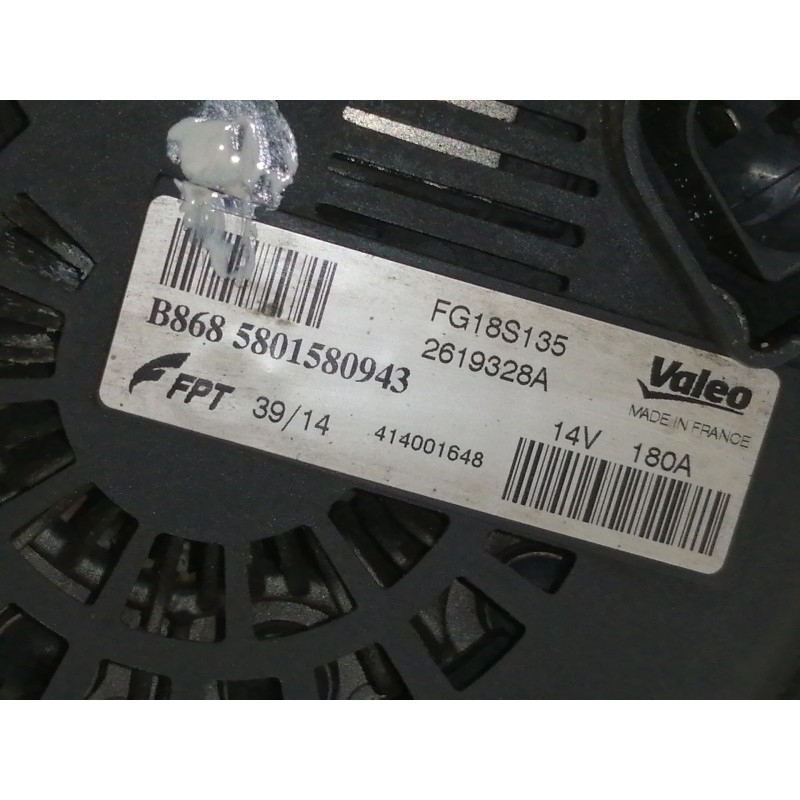 B868 5801580943
FPT 39/14 414001648
FG18S135
2619328A
Valeo
MADE IN FRANCE
14V 180A